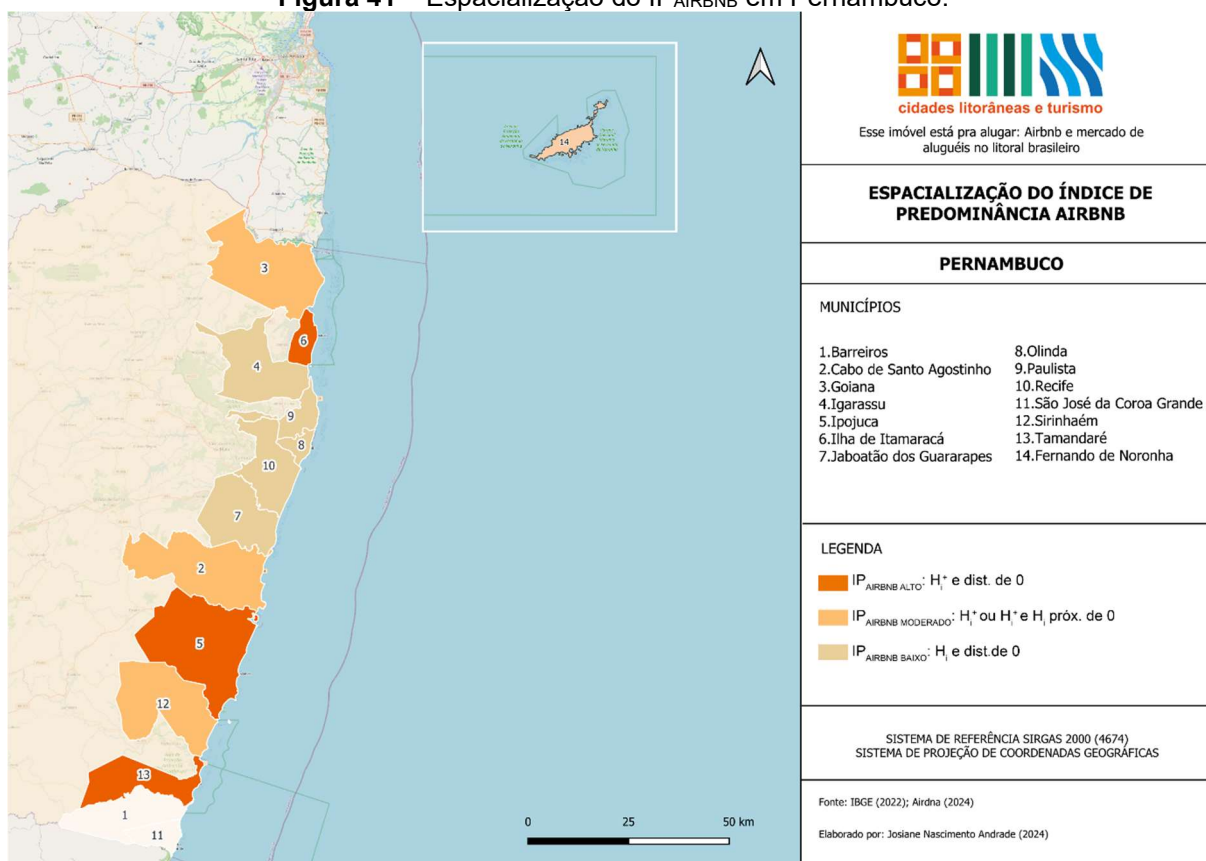 Figura 41 – Espacialização do IP AIRBNB em Pernambuco.
cidades litorâneas e turismo
Esse imóvel está pra alugar: Airbnb e mercado de
aluguéis no litoral brasileiro
ESPACIALIZAÇÃO DO ÍNDICE DE
PREDOMINÂNCIA AIRBNB
PERNAMBUCO
MUNICÍPIOS
1.Barreiros
2.Cabo de Santo Agostinho
3.Goiana
4.Igarassu
5.Ipojuca
6.Ilha de Itamaracá
7.Jaboatão dos Guararapes
8.Olinda
9.Paulista
10.Recife
11.São José da Coroa Grande
12.Sirinhaém
13.Tamandaré
14.Fernando de Noronha
LEGENDA
IP AIRBNB ALTO: Hi+ e dist. de 0
IP AIRBNB MODERADO: Hi+ ou Hi+ e Hi próx. de 0
IP AIRBNB BAIXO: Hi e dist.de 0
SISTEMA DE REFERÊNCIA SIRGAS 2000 (4674)
SISTEMA DE PROJEÇÃO DE COORDENADAS GEOGRÁFICAS
Fonte: IBGE (2022); Airdna (2024)
Elaborado por: Josiane Nascimento Andrade (2024)
14
3
6
4
9
8
10
7
2
5
12
13
1
11
0 25 50 km